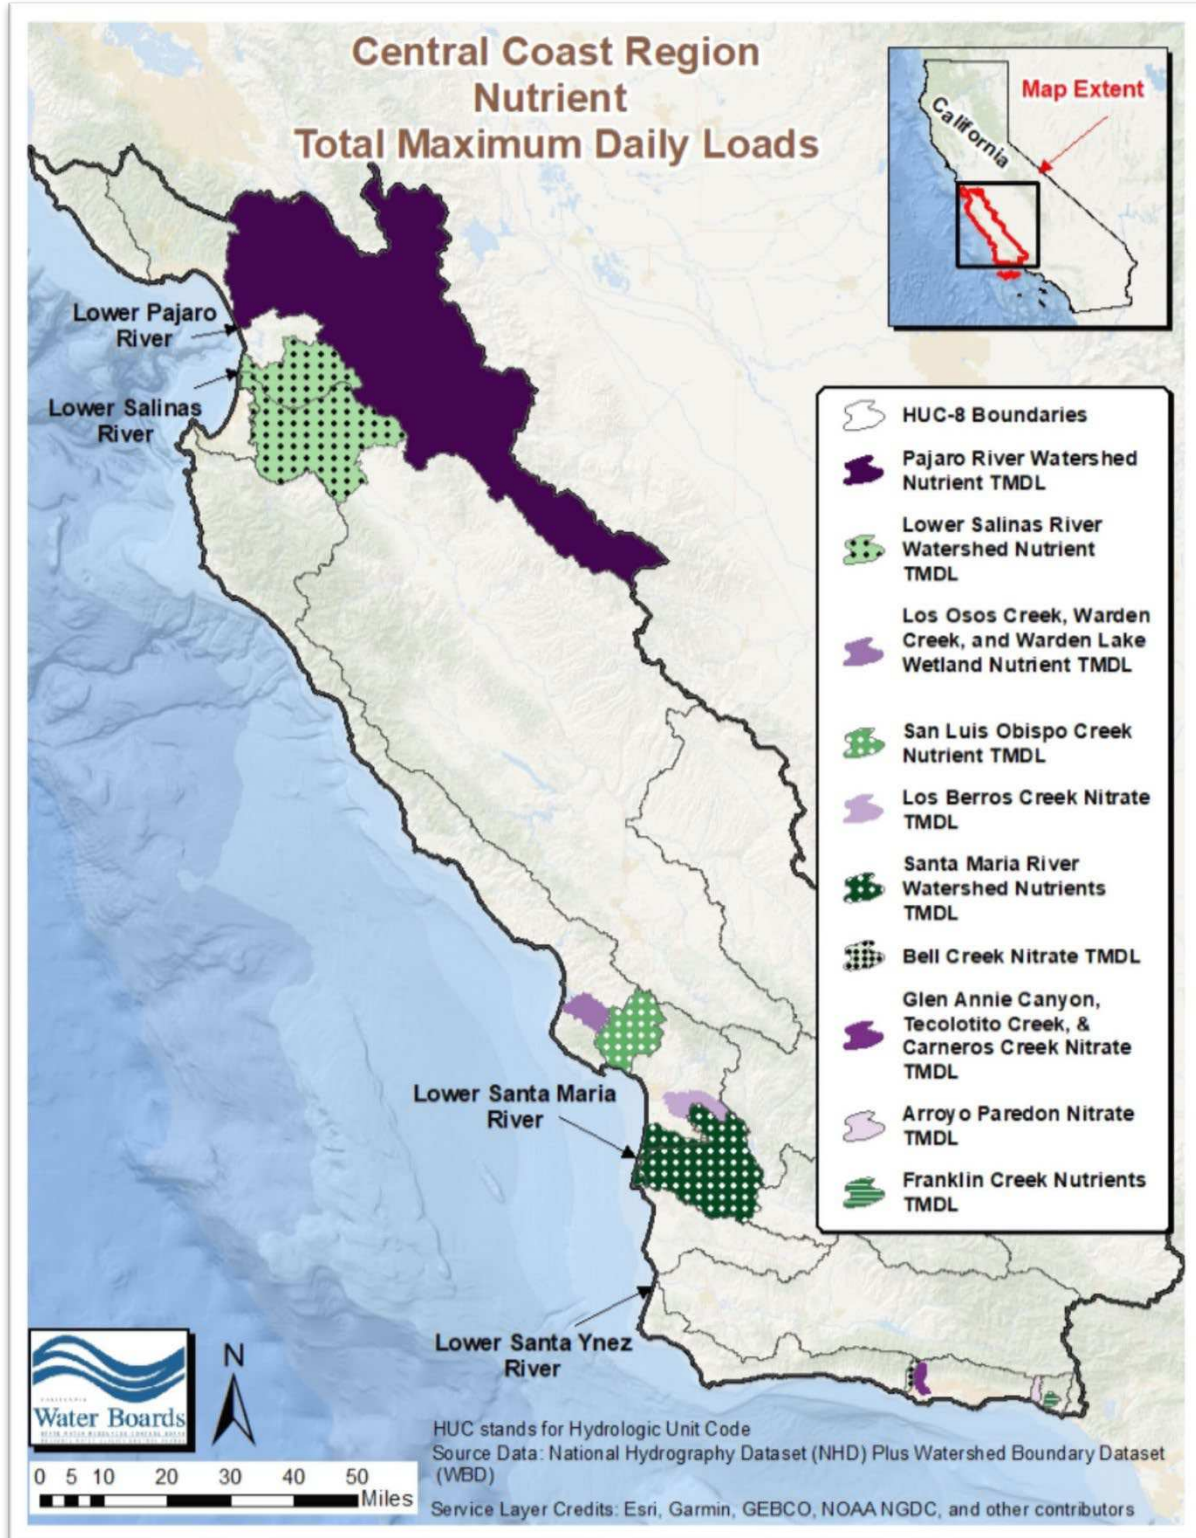 Central Coast Region
Nutrient
Total Maximum Daily Loads
Map Extent
California
Lower Pajaro
River
Lower Salinas
River
HUC-8 Boundaries
Pajaro River Watershed
Nutrient TMDL
Lower Salinas River
Watershed Nutrient
TMDL
Los Osos Creek, Warden
Creek, and Warden Lake
Wetland Nutrient TMDL
San Luis Obispo Creek
Nutrient TMDL
Los Berros Creek Nitrate
TMDL
Santa Maria River
Watershed Nutrients
TMDL
Bell Creek Nitrate TMDL
Glen Annie Canyon,
Tecolotito Creek, &
Carneros Creek Nitrate
TMDL
Arroyo Paredon Nitrate
TMDL
Franklin Creek Nutrients
TMDL
Lower Santa Maria
River
Lower Santa Ynez
River
CALIFORNIA
Water Boards
N
0 5 10 20 30 40 50
Miles
HUC stands for Hydrologic Unit Code
Source Data: National Hydrography Dataset (NHD) Plus Watershed Boundary Dataset
(WBD)
Service Layer Credits: Esri, Garmin, GEBCO, NOAA NGDC, and other contributors